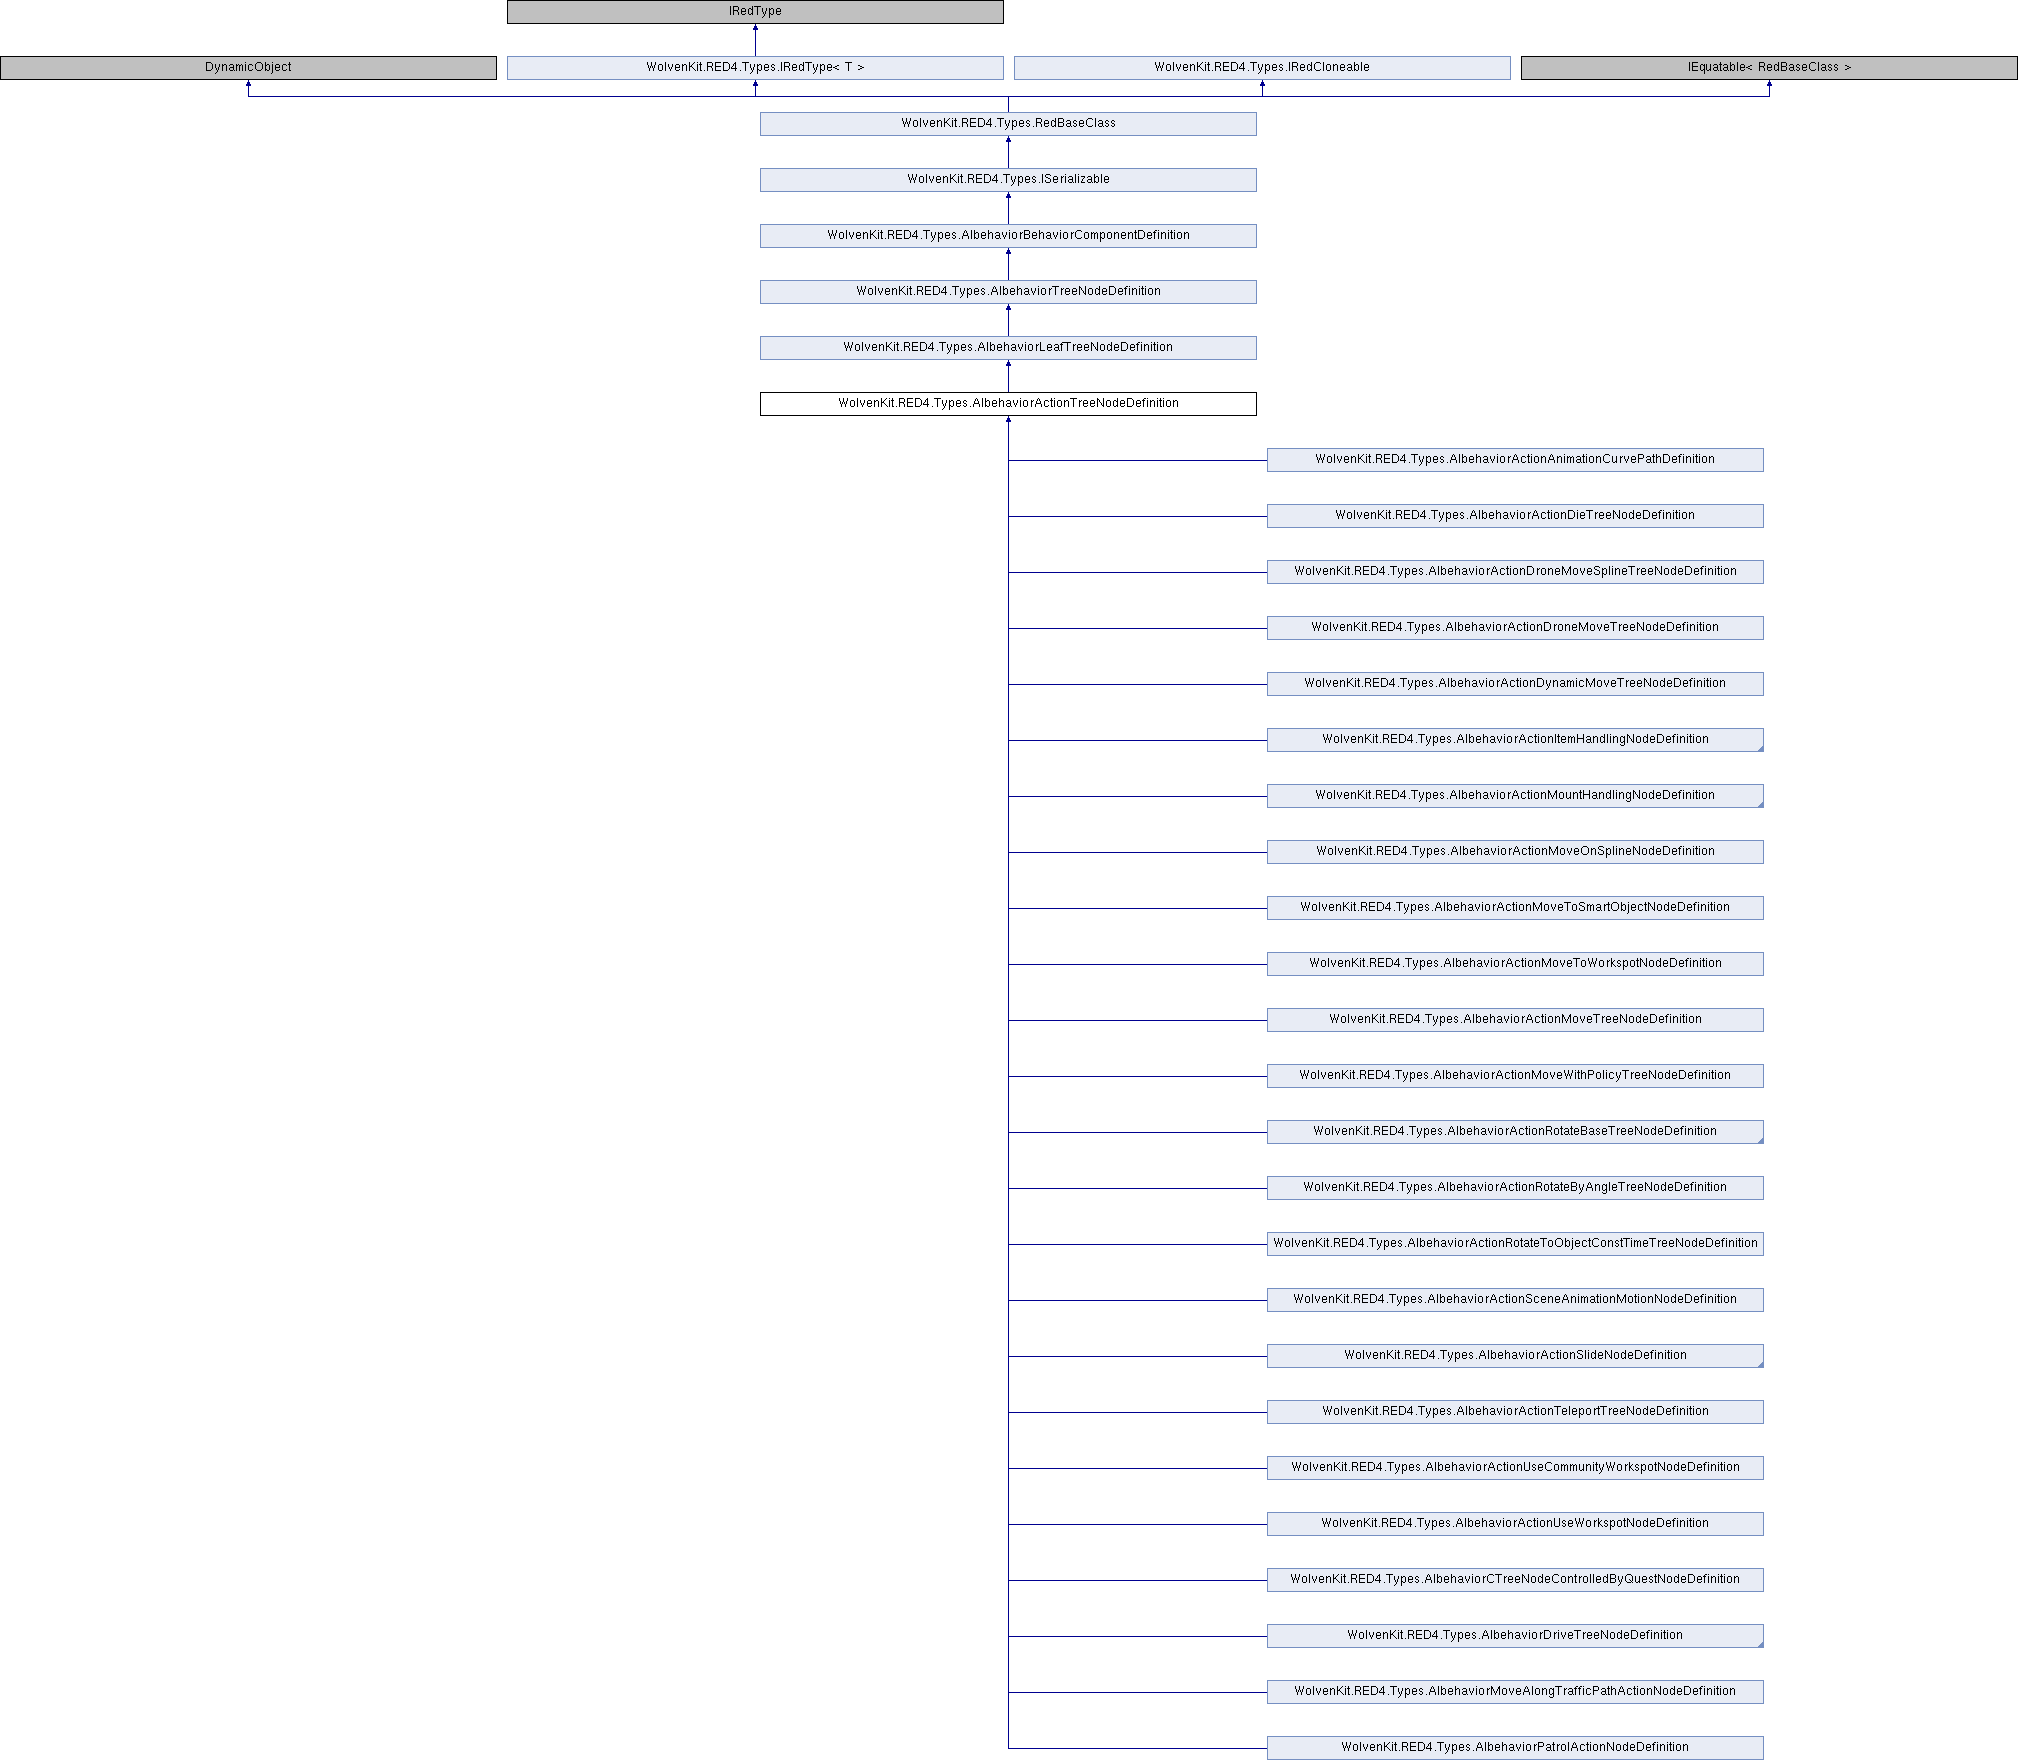 IRedType
DynamicObject
WolvenKit.RED4.Types.IRedType< T >
WolvenKit.RED4.Types.IRedCloneable
IEquatable< RedBaseClass >
WolvenKit.RED4.Types.RedBaseClass
WolvenKit.RED4.Types.ISerializable
WolvenKit.RED4.Types.AIbehaviorBehaviorComponentDefinition
WolvenKit.RED4.Types.AIbehaviorTreeNodeDefinition
WolvenKit.RED4.Types.AIbehaviorLeafTreeNodeDefinition
WolvenKit.RED4.Types.AIbehaviorActionTreeNodeDefinition
WolvenKit.RED4.Types.AIbehaviorActionAnimationCurvePathDefinition
WolvenKit.RED4.Types.AIbehaviorActionDieTreeNodeDefinition
WolvenKit.RED4.Types.AIbehaviorActionDroneMoveSplineTreeNodeDefinition
WolvenKit.RED4.Types.AIbehaviorActionDroneMoveTreeNodeDefinition
WolvenKit.RED4.Types.AIbehaviorActionDynamicMoveTreeNodeDefinition
WolvenKit.RED4.Types.AIbehaviorActionItemHandlingNodeDefinition
WolvenKit.RED4.Types.AIbehaviorActionMountHandlingNodeDefinition
WolvenKit.RED4.Types.AIbehaviorActionMoveOnSplineNodeDefinition
WolvenKit.RED4.Types.AIbehaviorActionMoveToSmartObjectNodeDefinition
WolvenKit.RED4.Types.AIbehaviorActionMoveToWorkspotNodeDefinition
WolvenKit.RED4.Types.AIbehaviorActionMoveTreeNodeDefinition
WolvenKit.RED4.Types.AIbehaviorActionMoveWithPolicyTreeNodeDefinition
WolvenKit.RED4.Types.AIbehaviorActionRotateBaseTreeNodeDefinition
WolvenKit.RED4.Types.AIbehaviorActionRotateByAngleTreeNodeDefinition
WolvenKit.RED4.Types.AIbehaviorActionRotateToObjectConstTimeTreeNodeDefinition
WolvenKit.RED4.Types.AIbehaviorActionSceneAnimationMotionNodeDefinition
WolvenKit.RED4.Types.AIbehaviorActionSlideNodeDefinition
WolvenKit.RED4.Types.AIbehaviorActionTeleportTreeNodeDefinition
WolvenKit.RED4.Types.AIbehaviorActionUseCommunityWorkspotNodeDefinition
WolvenKit.RED4.Types.AIbehaviorActionUseWorkspotNodeDefinition
WolvenKit.RED4.Types.AIbehaviorCTreeNodeControlledByQuestNodeDefinition
WolvenKit.RED4.Types.AIbehaviorDriveTreeNodeDefinition
WolvenKit.RED4.Types.AIbehaviorMoveAlongTrafficPathActionNodeDefinition
WolvenKit.RED4.Types.AIbehaviorPatrolActionNodeDefinition